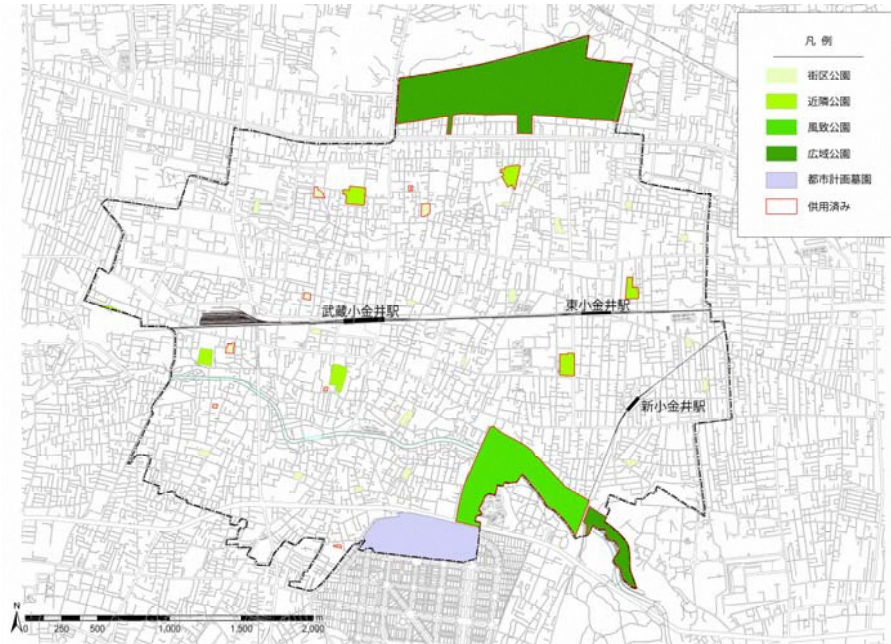 凡 例
街区公園
近隣公園
風致公園
広域公園
都市計画墓園
供用済み
武蔵小金井駅
東小金井駅
新小金井駅
N
0 250 500 1,000 1,500 2,000 m